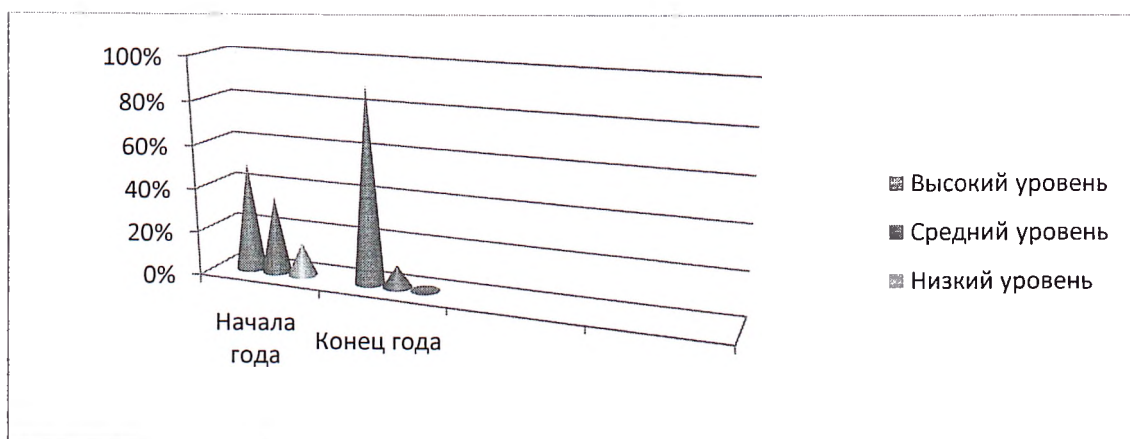 100%
80%
60%
40%
20%
0%
Начала
года
Конец года
Высокий уровень
Средний уровень
Низкий уровень